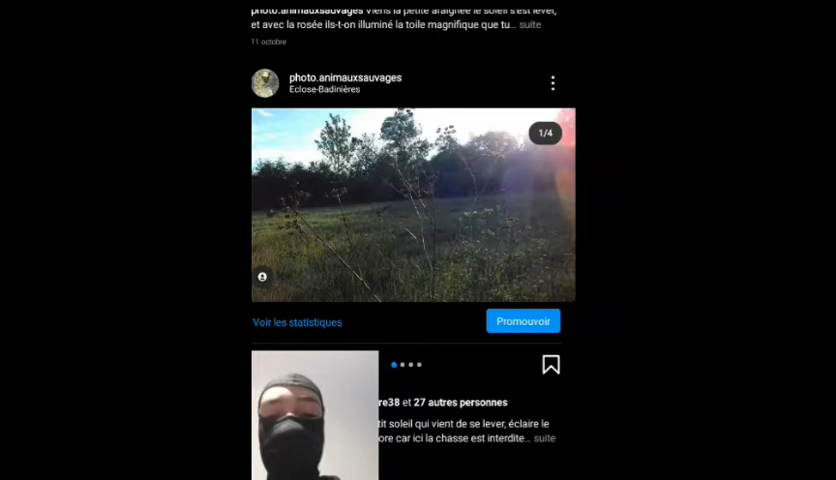 photo.animauxsauvages Viens la petite araignée le soleil s'est lever,
et avec la rosée ils-t-on illuminé la toile magnifique que tu... suite
11 octobre
photo.animauxsauvages
Eclose-Badinières
1/4
Voir les statistiques
Promouvoir
re38 et 27 autres personnes
tit soleil qui vient de se lever, éclaire le
ore car ici la chasse est interdite... suite